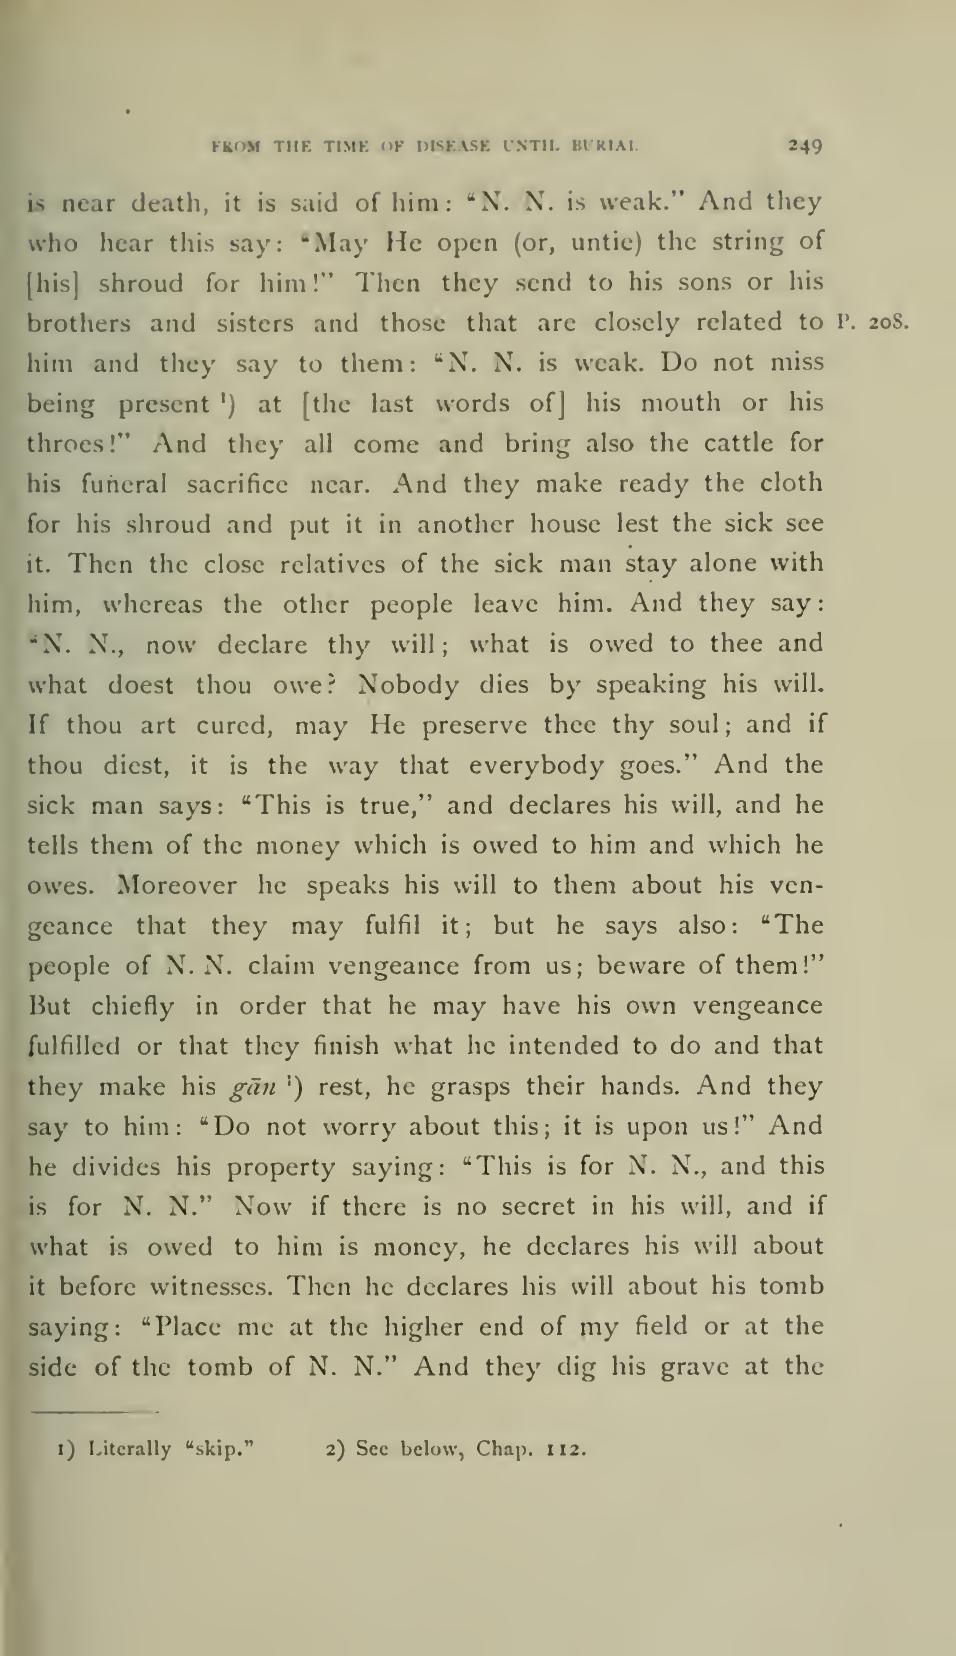 FROM THE TIME OF DISEASE UNTIL BURIAL 249
is near death, it is said of him: “N. N. is weak.” And they
who hear this say: “May He open (or, untie) the string of
[his] shroud for him!” Then they send to his sons or his
brothers and sisters and those that are closely related to P. 208.
him and they say to them: “N. N. is weak. Do not miss
being present ¹) at [the last words of] his mouth or his
throes!” And they all come and bring also the cattle for
his funeral sacrifice near. And they make ready the cloth
for his shroud and put it in another house lest the sick see
it. Then the close relatives of the sick man stay alone with
him, whereas the other people leave him. And they say:
“N. N., now declare thy will; what is owed to thee and
what doest thou owe? Nobody dies by speaking his will.
If thou art cured, may He preserve thee thy soul; and if
thou diest, it is the way that everybody goes.” And the
sick man says: “This is true,” and declares his will, and he
tells them of the money which is owed to him and which he
owes. Moreover he speaks his will to them about his ven-
geance that they may fulfil it; but he says also: “The
people of N. N. claim vengeance from us; beware of them!”
But chiefly in order that he may have his own vengeance
fulfilled or that they finish what he intended to do and that
they make his gān ²) rest, he grasps their hands. And they
say to him: “Do not worry about this; it is upon us!” And
he divides his property saying: “This is for N. N., and this
is for N. N.” Now if there is no secret in his will, and if
what is owed to him is money, he declares his will about
it before witnesses. Then he declares his will about his tomb
saying: “Place me at the higher end of my field or at the
side of the tomb of N. N.” And they dig his grave at the
1) Literally “skip.” 2) See below, Chap. 112.